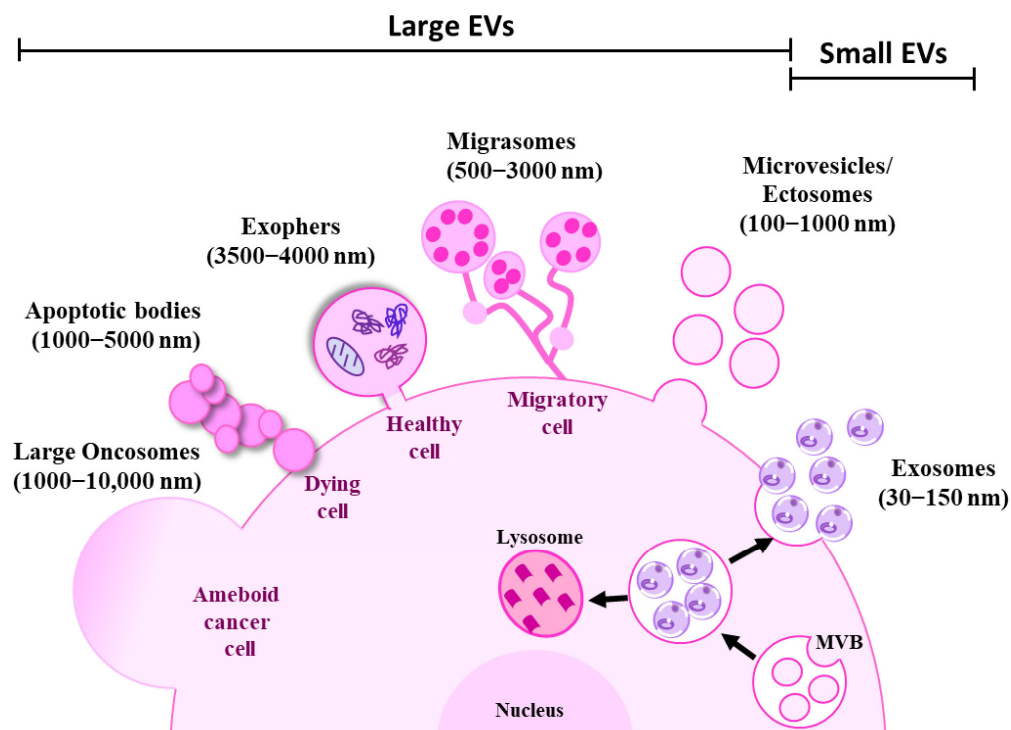 Large EVs
Small EVs
Migrasomes
(500−3000 nm)
Microvesicles/
Ectosomes
(100−1000 nm)
Exophers
(3500−4000 nm)
Apoptotic bodies
(1000−5000 nm)
Large Oncosomes
(1000−10,000 nm)
Exosomes
(30−150 nm)
Migratory
cell
Healthy
cell
Dying
cell
Ameboid
cancer
cell
Lysosome
MVB
Nucleus